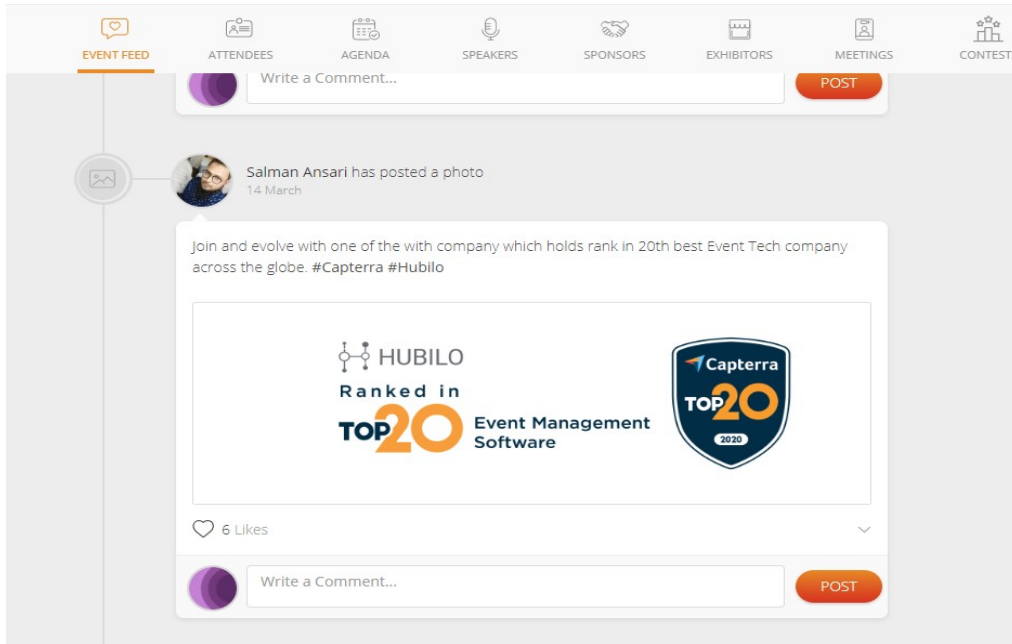 EVENT FEED
ATTENDEES
AGENDA
SPEAKERS
SPONSORS
EXHIBITORS
MEETINGS
CONTEST
Write a Comment...
POST
Salman Ansari has posted a photo
14 March
Join and evolve with one of the with company which holds rank in 20th best Event Tech company
across the globe. #Capterra #Hubilo
HUBILO
Ranked in
TOP20 Event Management
Software
Capterra
TOP20
2020
6 Likes
Write a Comment...
POST